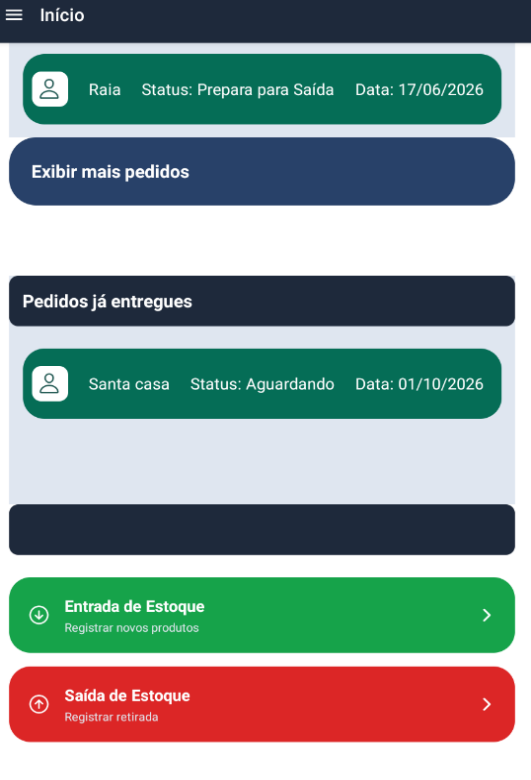 Início
Raia Status: Prepara para Saída Data: 17/06/2026
Exibir mais pedidos
Pedidos já entregues
Santa casa Status: Aguardando Data: 01/10/2026
Entrada de Estoque
Registrar novos produtos
Saída de Estoque
Registrar retirada